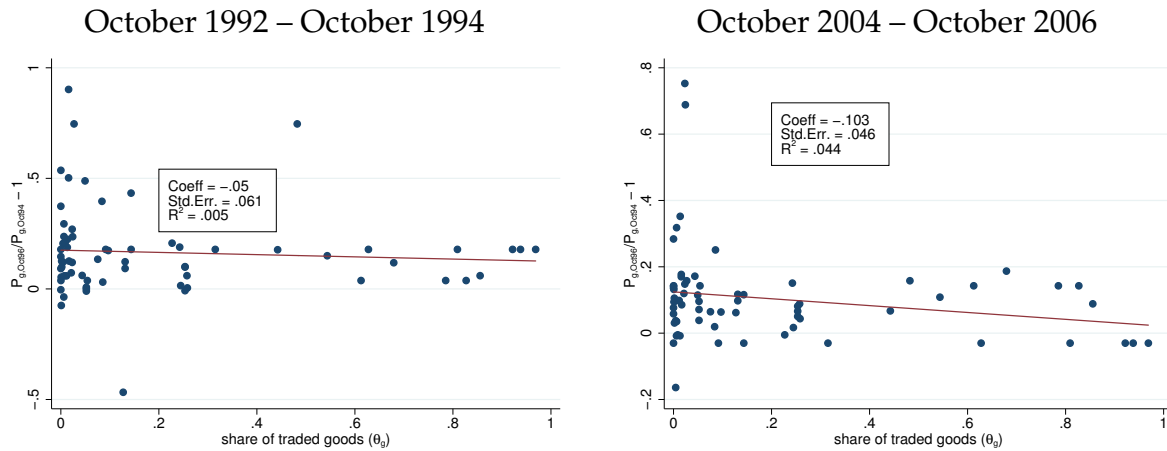 October 1992 – October 1994
1
.5
0
-.5
P_g,Oct96/P_g,Oct94 − 1
Coeff = -.05
Std.Err. = .061
R² = .005
0 .2 .4 .6 .8 1
share of traded goods (θ_g)
October 2004 – October 2006
.8
.6
.4
.2
0
-.2
P_g,Oct96/P_g,Oct94 − 1
Coeff = -.103
Std.Err. = .046
R² = .044
0 .2 .4 .6 .8 1
share of traded goods (θ_g)